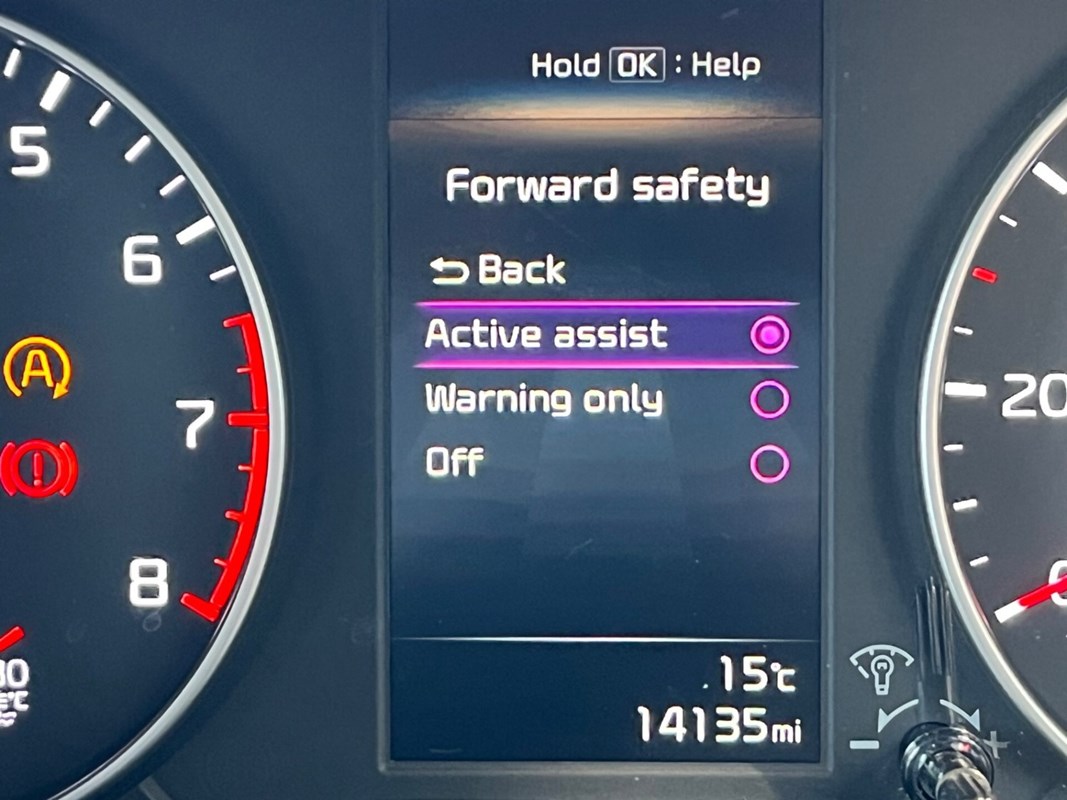 Hold OK : Help
Forward safety
Back
Active assist
Warning only
Off
15℃
14135mi
5
6
7
8
A
20